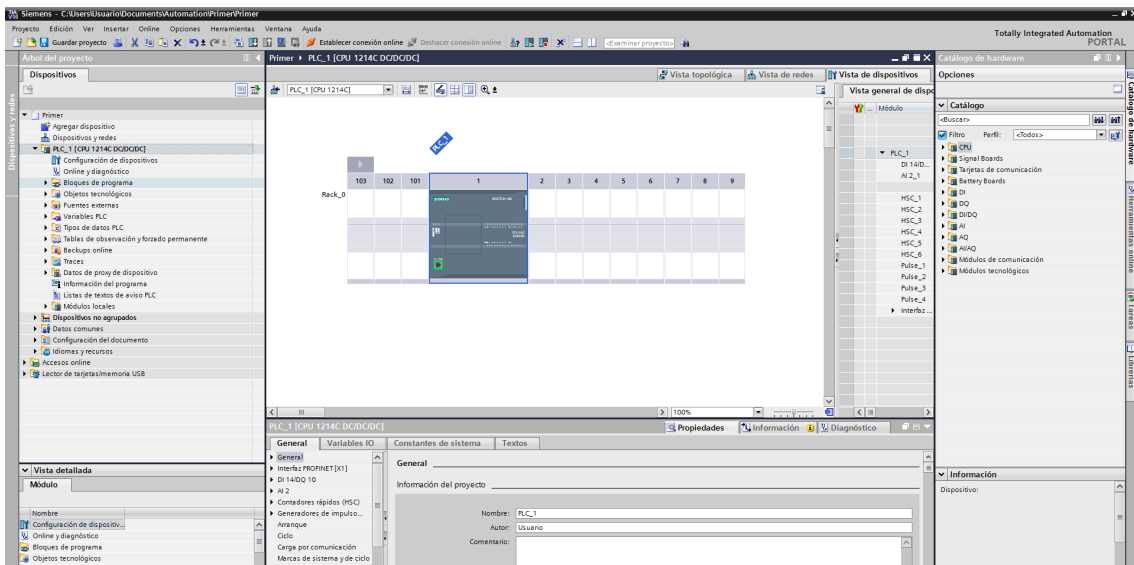 Siemens - C:\Users\Usuario\Documents\Automation\Primer\Primer
Proyecto Edición Ver Insertar Online Opciones Herramientas Ventana Ayuda
Totally Integrated Automation
PORTAL
Guardar proyecto Establecer conexión online Deshacer conexión online <Examinar proyecto>
Árbol del proyecto
Dispositivos
Primer
Agregar dispositivo
Dispositivos y redes
PLC_1 [CPU 1214C DC/DC/DC]
Configuración de dispositivos
Online y diagnóstico
Bloques de programa
Objetos tecnológicos
Fuentes externas
Variables PLC
Tipos de datos PLC
Tablas de observación y forzado permanente
Backups online
Traces
Datos de proxy de dispositivo
Información del programa
Listas de textos de aviso PLC
Módulos locales
Dispositivos no agrupados
Datos comunes
Configuración del documento
Idiomas y recursos
Accesos online
Lector de tarjetas/memoria USB
Vista detallada
Módulo
Nombre
Configuración de dispositiv...
Online y diagnóstico
Bloques de programa
Objetos tecnológicos
Dispositivos y redes
Primer PLC_1 [CPU 1214C DC/DC/DC]
Vista topológica Vista de redes Vista de dispositivos
PLC_1 [CPU 1214C]
PLC_1
103 102 101 1 2 3 4 5 6 7 8 9
Rack_0
SIEMENS
100%
Vista general de dispo
... Módulo
PLC_1
DI 14/D...
AI 2_1
HSC_1
HSC_2
HSC_3
HSC_4
HSC_5
HSC_6
Pulse_1
Pulse_2
Pulse_3
Pulse_4
Interfaz ...
PLC_1 [CPU 1214C DC/DC/DC]
Propiedades Información Diagnóstico
General Variables IO Constantes de sistema Textos
General
Interfaz PROFINET [X1]
DI 14/DQ 10
AI 2
Contadores rápidos (HSC)
Generadores de impulso...
Arranque
Ciclo
Carga por comunicación
Marcas de sistema y de ciclo
General
Información del proyecto
Nombre: PLC_1
Autor: Usuario
Comentario:
Catálogo de hardware
Opciones
Catálogo
<Buscar>
Filtro Perfil: <Todos>
CPU
Signal Boards
Tarjetas de comunicación
Battery Boards
DI
DQ
DI/DQ
AI
AQ
AI/AQ
Módulos de comunicación
Módulos tecnológicos
Información
Dispositivo:
Catálogo de hardware
Herramientas online
Tareas
Librerías